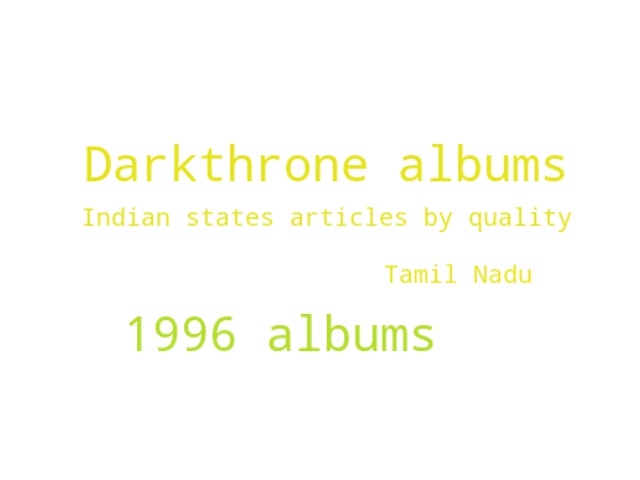 Darkthrone albums
Indian states articles by quality
Tamil Nadu
1996 albums